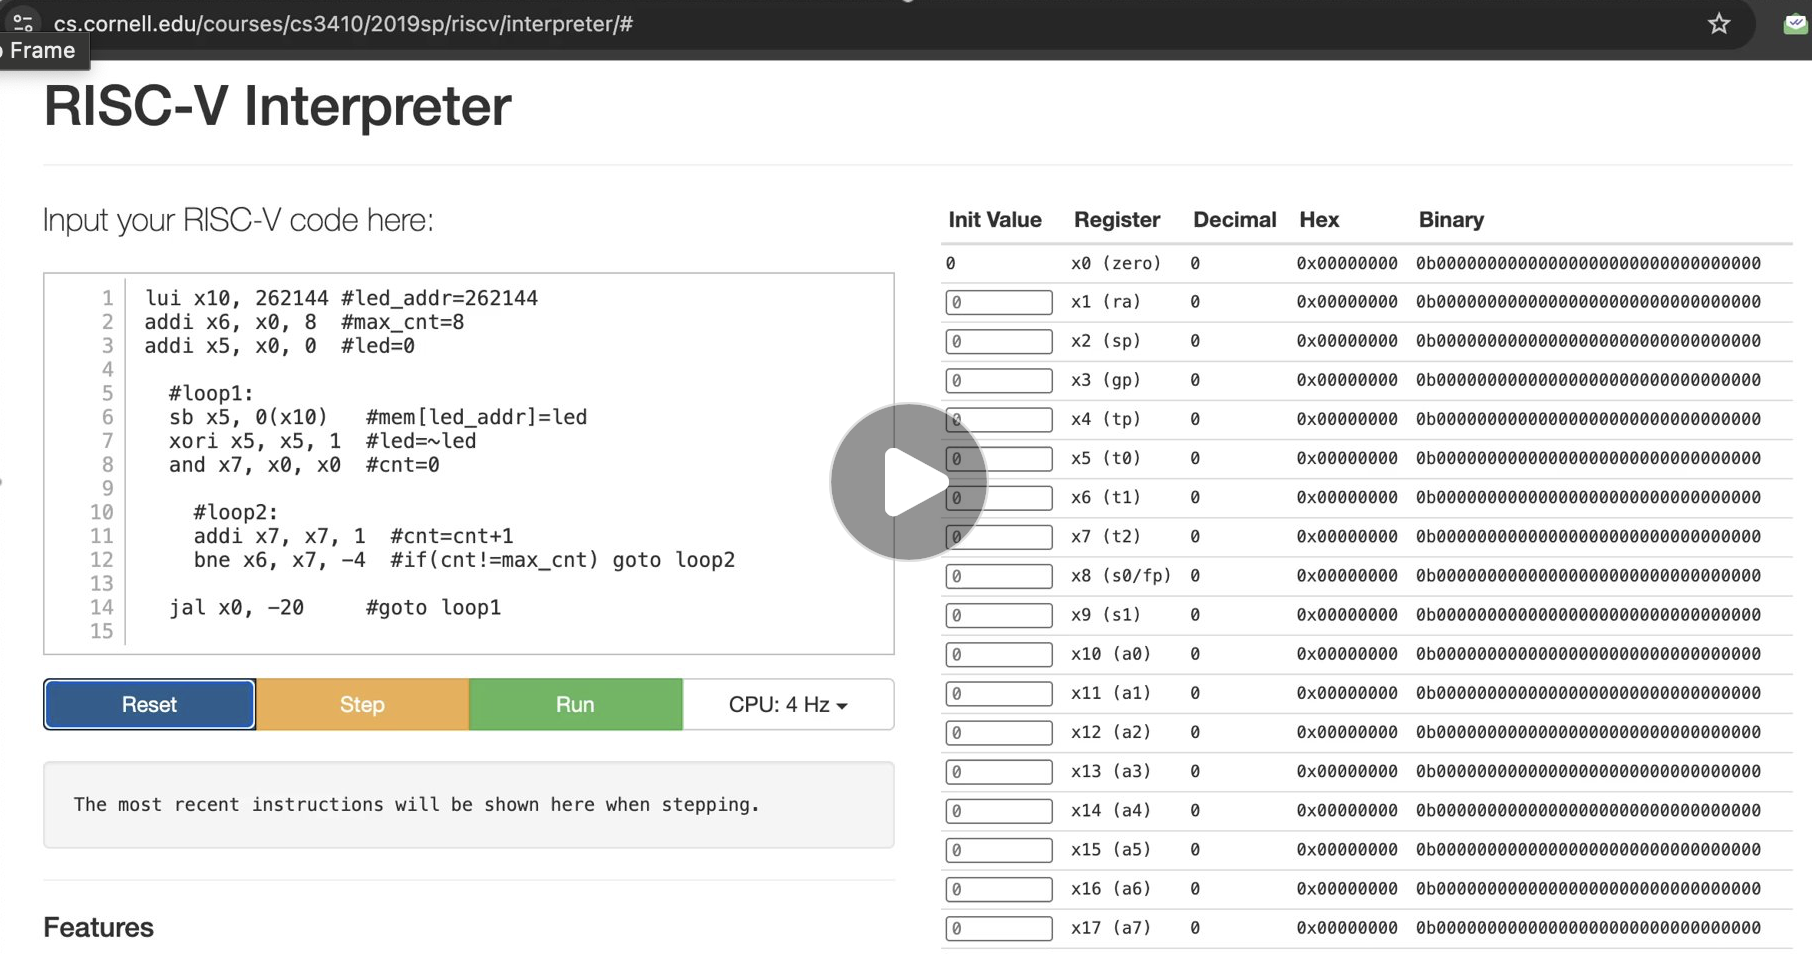 cs.cornell.edu/courses/cs3410/2019sp/riscv/interpreter/#
Frame
RISC-V Interpreter
Input your RISC-V code here:
1 lui x10, 262144 #led_addr=262144
2 addi x6, x0, 8 #max_cnt=8
3 addi x5, x0, 0 #led=0
4
5 #loop1:
6 sb x5, 0(x10) #mem[led_addr]=led
7 xori x5, x5, 1 #led=~led
8 and x7, x0, x0 #cnt=0
9
10 #loop2:
11 addi x7, x7, 1 #cnt=cnt+1
12 bne x6, x7, -4 #if(cnt!=max_cnt) goto loop2
13
14 jal x0, -20 #goto loop1
15
Reset Step Run CPU: 4 Hz
The most recent instructions will be shown here when stepping.
Features
Init Value Register Decimal Hex Binary
0 x0 (zero) 0 0x00000000 0b00000000000000000000000000000000
0 x1 (ra) 0 0x00000000 0b00000000000000000000000000000000
0 x2 (sp) 0 0x00000000 0b00000000000000000000000000000000
0 x3 (gp) 0 0x00000000 0b00000000000000000000000000000000
0 x4 (tp) 0 0x00000000 0b00000000000000000000000000000000
0 x5 (t0) 0 0x00000000 0b00000000000000000000000000000000
0 x6 (t1) 0 0x00000000 0b00000000000000000000000000000000
0 x7 (t2) 0 0x00000000 0b00000000000000000000000000000000
0 x8 (s0/fp) 0 0x00000000 0b00000000000000000000000000000000
0 x9 (s1) 0 0x00000000 0b00000000000000000000000000000000
0 x10 (a0) 0 0x00000000 0b00000000000000000000000000000000
0 x11 (a1) 0 0x00000000 0b00000000000000000000000000000000
0 x12 (a2) 0 0x00000000 0b00000000000000000000000000000000
0 x13 (a3) 0 0x00000000 0b00000000000000000000000000000000
0 x14 (a4) 0 0x00000000 0b00000000000000000000000000000000
0 x15 (a5) 0 0x00000000 0b00000000000000000000000000000000
0 x16 (a6) 0 0x00000000 0b00000000000000000000000000000000
0 x17 (a7) 0 0x00000000 0b00000000000000000000000000000000